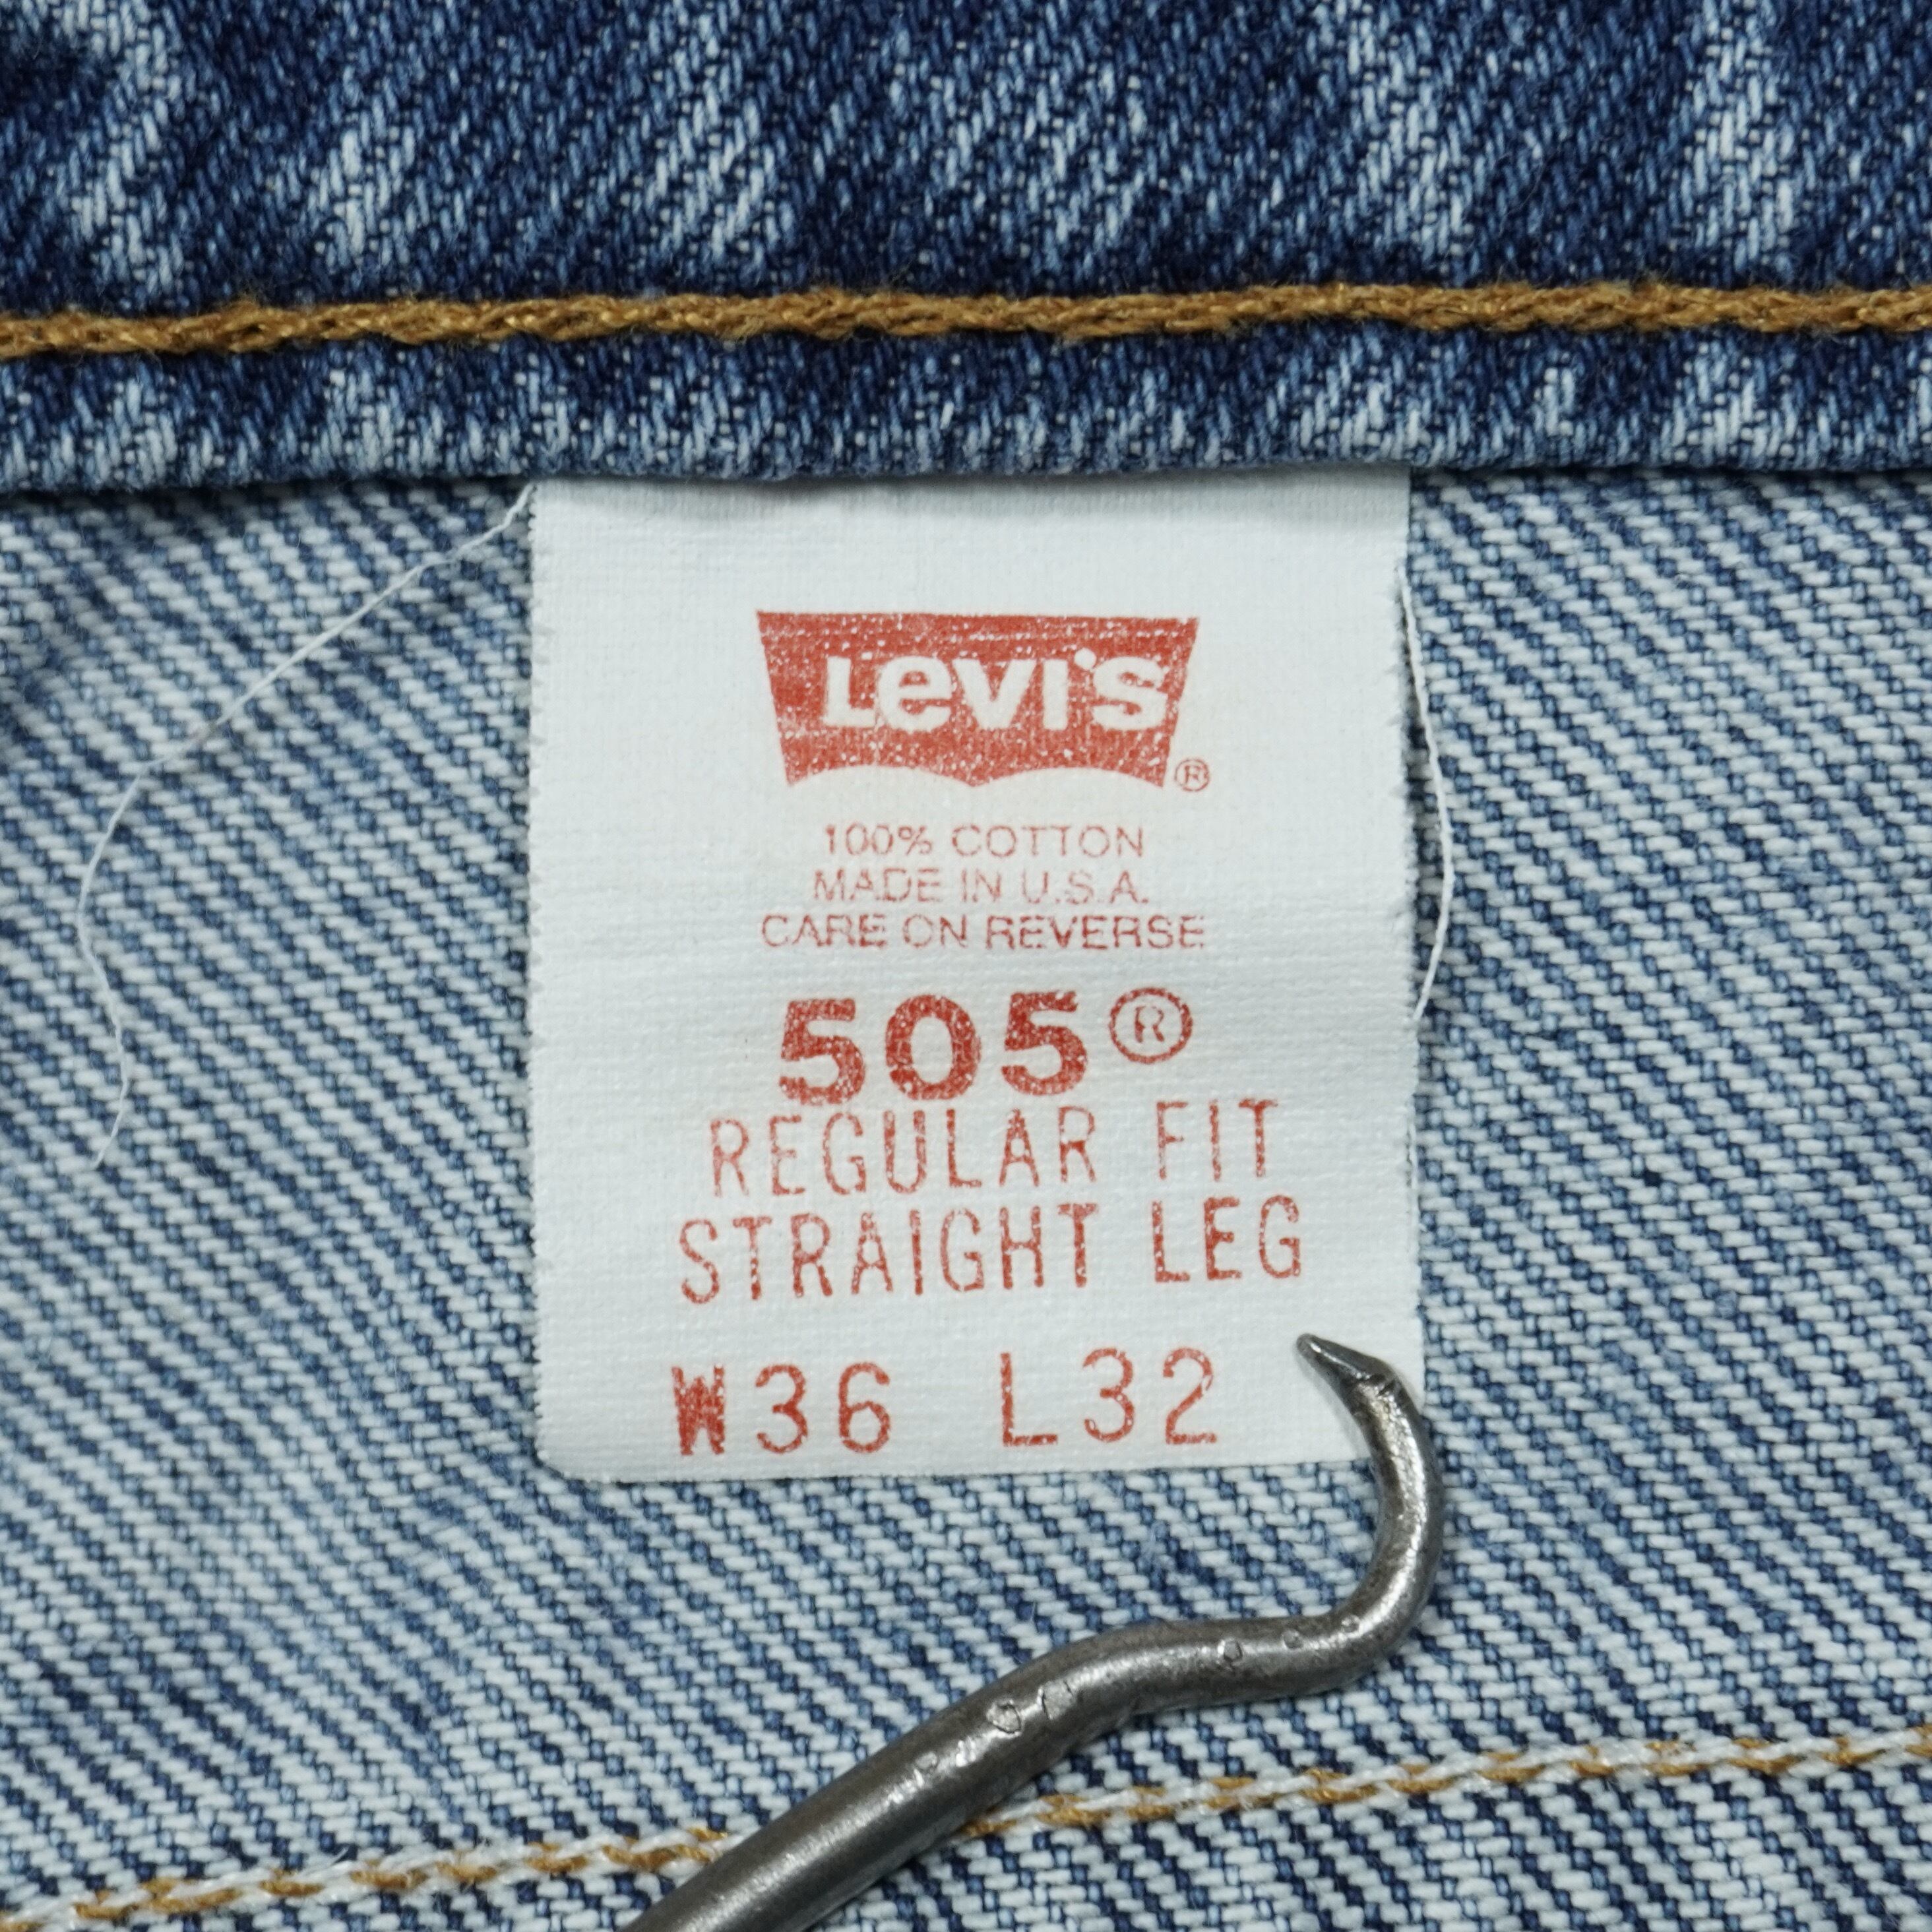 Levi's®
100% COTTON
MADE IN U.S.A.
CARE ON REVERSE
505®
REGULAR FIT
STRAIGHT LEG
W36 L32